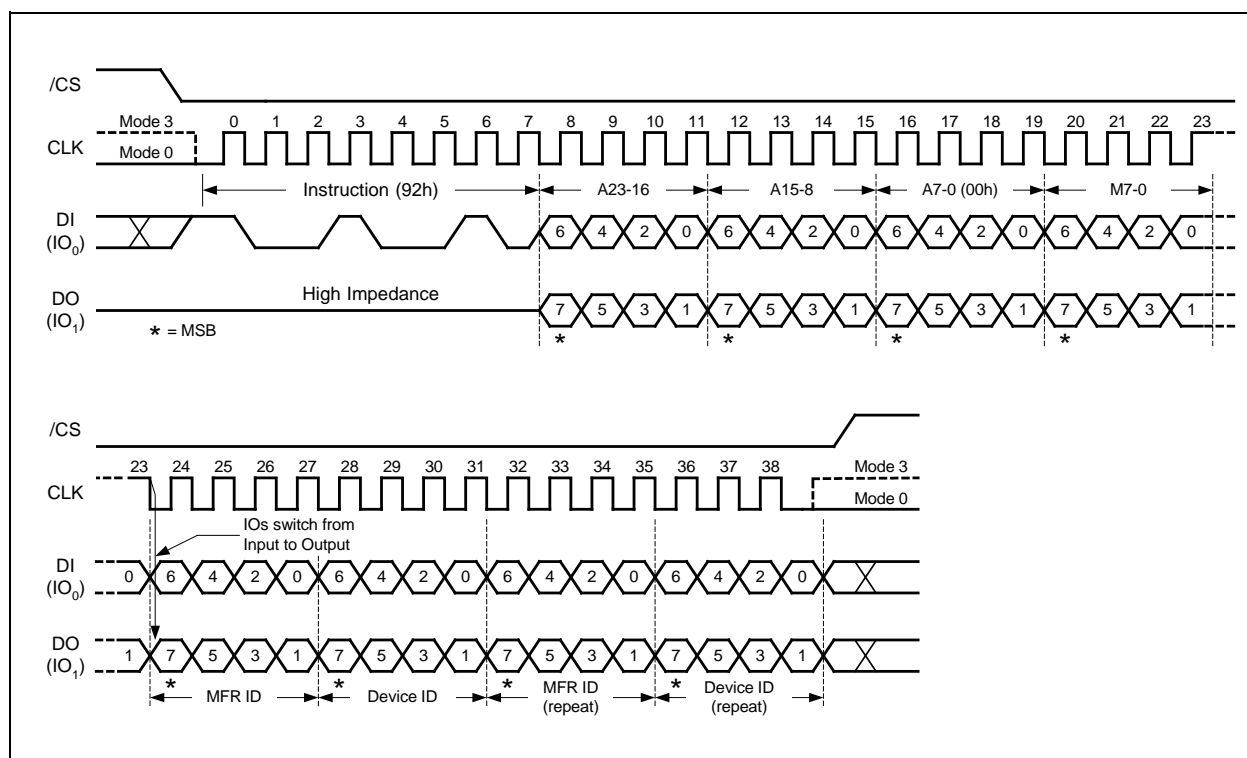 /CS
Mode 3 0 1 2 3 4 5 6 7 8 9 10 11 12 13 14 15 16 17 18 19 20 21 22 23
CLK Mode 0
Instruction (92h) A23-16 A15-8 A7-0 (00h) M7-0
DI
(IO0) 6 4 2 0 6 4 2 0 6 4 2 0 6 4 2 0
High Impedance
DO
(IO1) 7 5 3 1 7 5 3 1 7 5 3 1 7 5 3 1
* = MSB * * * *
/CS
23 24 25 26 27 28 29 30 31 32 33 34 35 36 37 38 Mode 3
CLK Mode 0
IOs switch from
Input to Output
DI
(IO0) 0 6 4 2 0 6 4 2 0 6 4 2 0 6 4 2 0
DO
(IO1) 1 7 5 3 1 7 5 3 1 7 5 3 1 7 5 3 1
* * * *
MFR ID Device ID MFR ID
(repeat) Device ID
(repeat)